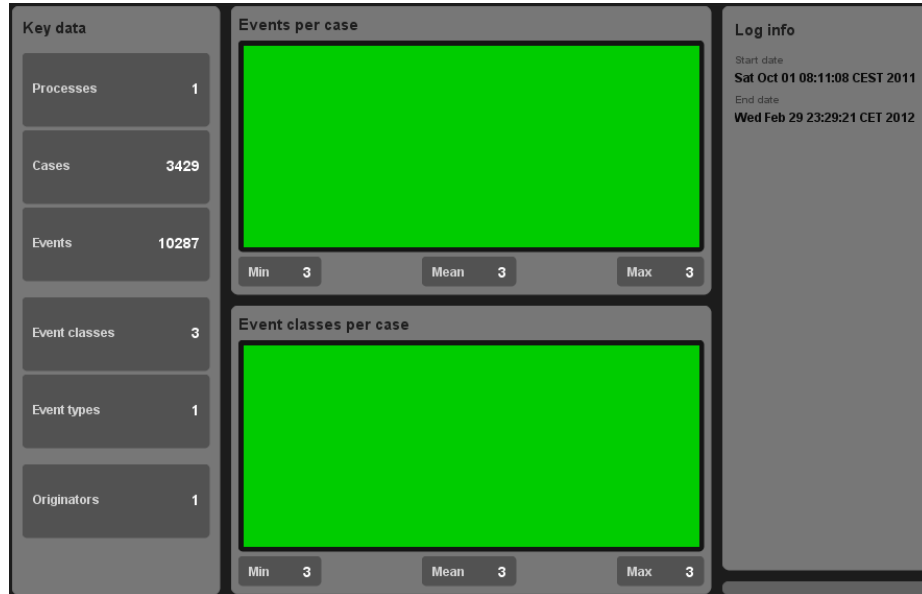 Key data
Processes 1
Cases 3429
Events 10287
Event classes 3
Event types 1
Originators 1
Events per case
Min 3 Mean 3 Max 3
Event classes per case
Min 3 Mean 3 Max 3
Log info
Start date
Sat Oct 01 08:11:08 CEST 2011
End date
Wed Feb 29 23:29:21 CET 2012